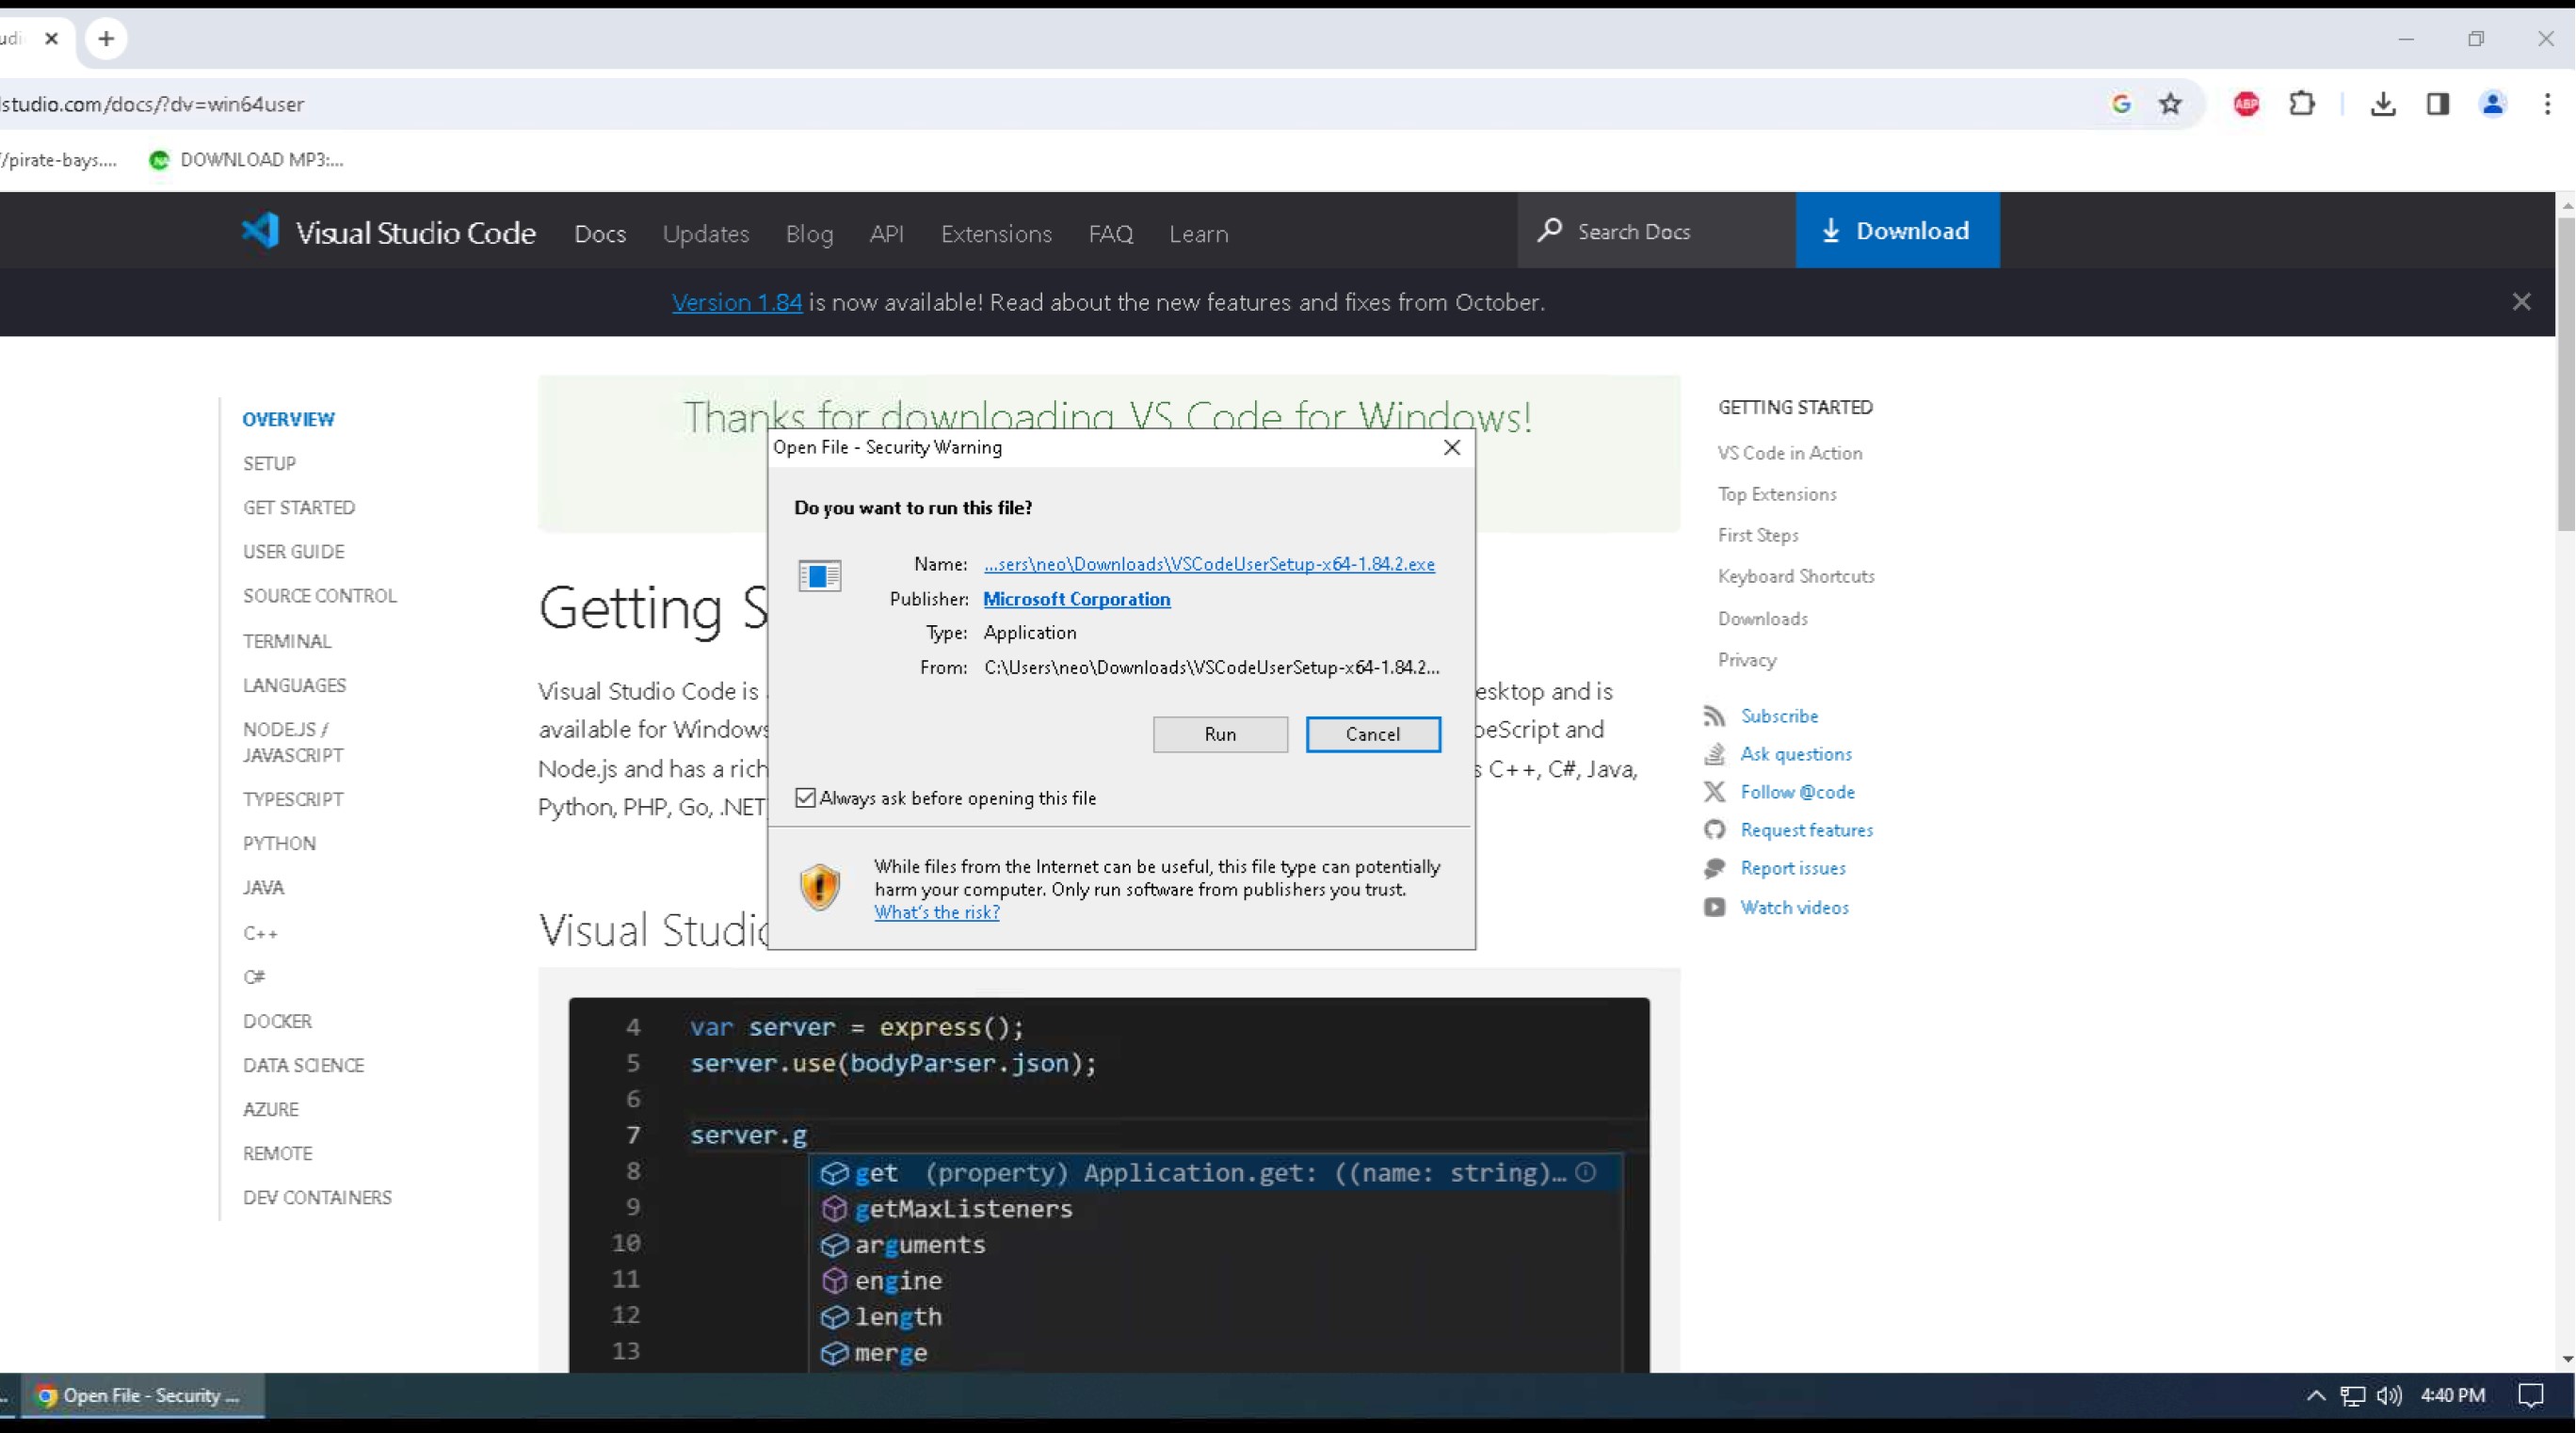 udi
lstudio.com/docs/?dv=win64user
ABP
//pirate-bays....
NA
DOWNLOAD MP3:...
Visual Studio Code
Docs
Updates
Blog
API
Extensions
FAQ
Learn
Search Docs
Download
Version 1.84 is now available! Read about the new features and fixes from October.
OVERVIEW
SETUP
GET STARTED
USER GUIDE
SOURCE CONTROL
TERMINAL
LANGUAGES
NODE.JS /
JAVASCRIPT
TYPESCRIPT
PYTHON
JAVA
C++
C#
DOCKER
DATA SCIENCE
AZURE
REMOTE
DEV CONTAINERS
Thanks for downloading VS Code for Windows!
Open File - Security Warning
Do you want to run this file?
Name: ...sers\neo\Downloads\VSCodeUserSetup-x64-1.84.2.exe
Publisher: Microsoft Corporation
Type: Application
From: C:\Users\neo\Downloads\VSCodeUserSetup-x64-1.84.2...
Run
Cancel
Always ask before opening this file
While files from the Internet can be useful, this file type can potentially
harm your computer. Only run software from publishers you trust.
What's the risk?
Getting S
Visual Studio Code is
esktop and is
available for Windows
peScript and
Node.js and has a rich
s C++, C#, Java,
Python, PHP, Go, .NET
Visual Studio
4 var server = express();
5 server.use(bodyParser.json);
6
7 server.g
8 get (property) Application.get: ((name: string)...
9 getMaxListeners
10 arguments
11 engine
12 length
13 merge
GETTING STARTED
VS Code in Action
Top Extensions
First Steps
Keyboard Shortcuts
Downloads
Privacy
Subscribe
Ask questions
Follow @code
Request features
Report issues
Watch videos
Open File - Security ...
4:40 PM